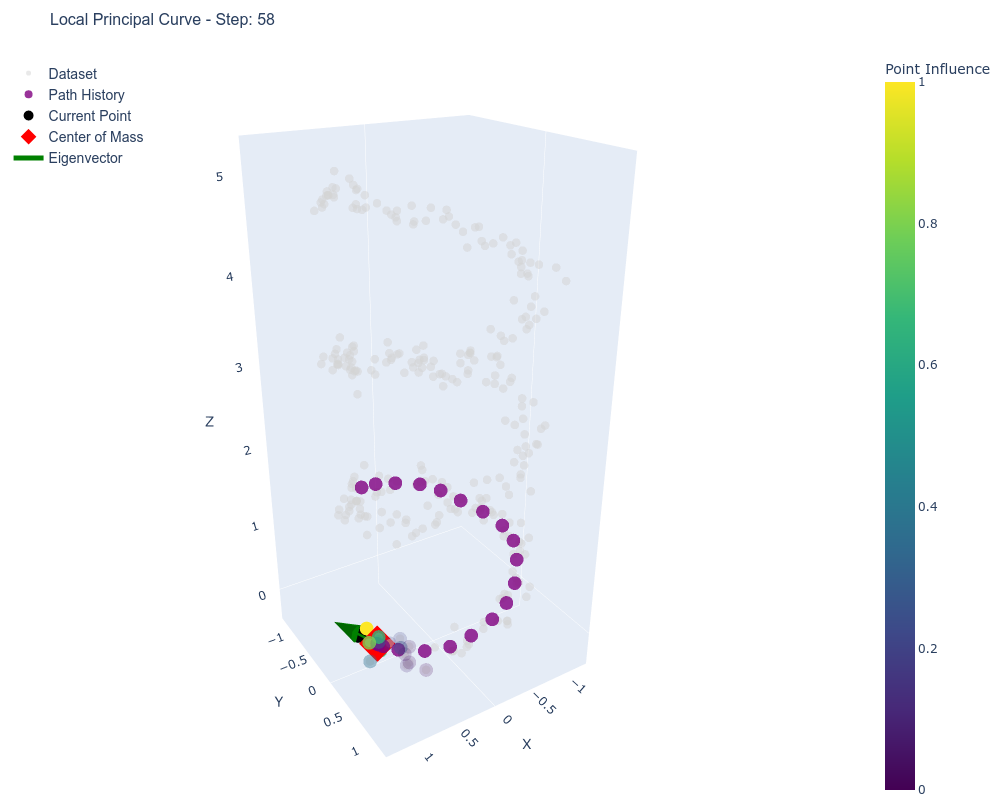 Local Principal Curve - Step: 58
Dataset
Path History
Current Point
Center of Mass
Eigenvector
Point Influence
1
0.8
0.6
0.4
0.2
0
5
4
3
2
1
0
Z
−1
−0.5
0
0.5
1
Y
1
0.5
0
−0.5
−1
X